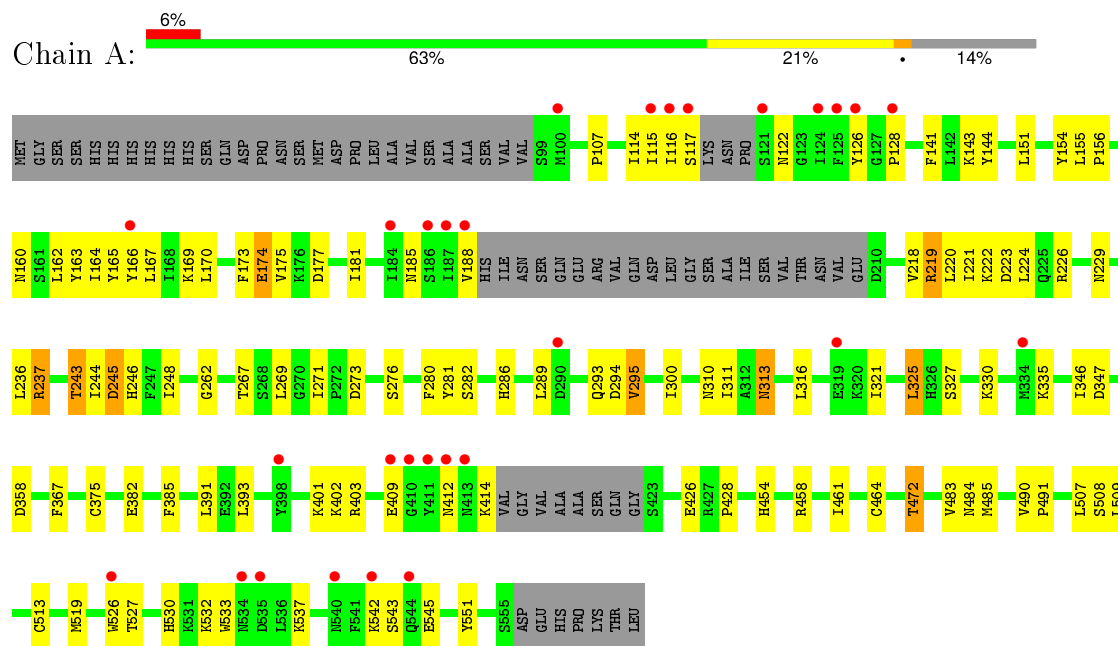 6%
Chain A:
63% 21% • 14%
MET GLY SER SER HIS HIS HIS HIS HIS HIS SER GLN ASP PRO ASN SER MET ASP PRO LEU ALA VAL SER ALA ALA SER VAL VAL S99 M100 P107 I114 I115 I116 S117 LYS ASN PRO S121 N122 G123 I124 F125 Y126 G127 P128 F141 L142 K143 Y144 L151 Y154 L155 P156
N160 S161 L162 Y163 I164 Y165 Y166 L167 I168 K169 L170 F173 E174 V175 K176 D177 I181 I184 N185 S186 I187 V188 HIS ILE ASN SER GLN GLU ARG VAL GLN ASP LEU GLY SER ALA ILE SER VAL THR ASN VAL GLU D210 V218 R219 L220 I221 K222 D223 L224 Q225 R226 N229
L236 R237 T243 I244 D245 H246 F247 I248 G262 T267 S268 L269 G270 I271 P272 D273 S276 F280 Y281 S282 H286 L289 D290 Q293 D294 V295 I300 N310 I311 A312 N313 L316 E319 K320 I321 L325 H326 S327 K330 M334 K335 I346 D347
D358 F367 G375 E382 F385 L391 E392 L393 Y398 K401 K402 R403 E409 G410 Y411 N412 N413 K414 VAL GLY VAL ALA ALA SER GLN GLY S423 E426 R427 P428 H454 R458 I461 C464 T472 V483 N484 M485 V490 P491 L507 S508 L509
C513 M519 W526 T527 H530 K531 K532 W533 N534 D535 L536 K537 N540 F541 K542 S543 Q544 E545 Y551 S555 ASP GLU HIS PRO LYS THR LEU